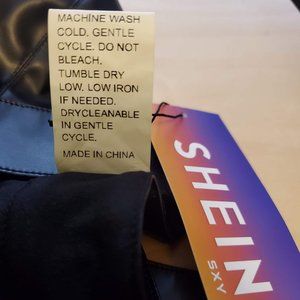 MACHINE WASH
COLD. GENTLE
CYCLE. DO NOT
BLEACH.
TUMBLE DRY
LOW. LOW IRON
IF NEEDED.
DRYCLEANABLE
IN GENTLE
CYCLE.
MADE IN CHINA
SHEIN
SXY